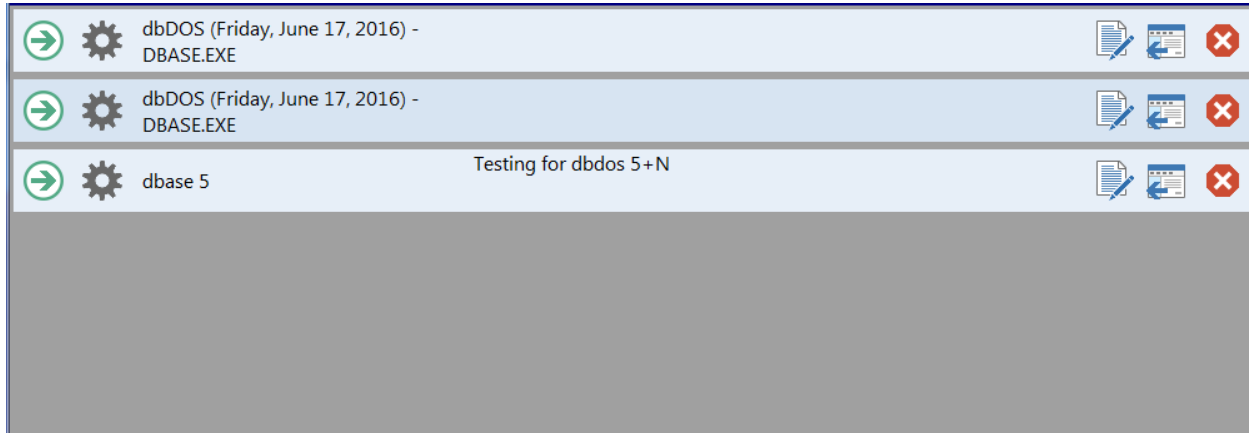 dbDOS (Friday, June 17, 2016) -
DBASE.EXE
dbDOS (Friday, June 17, 2016) -
DBASE.EXE
dbase 5
Testing for dbdos 5+N